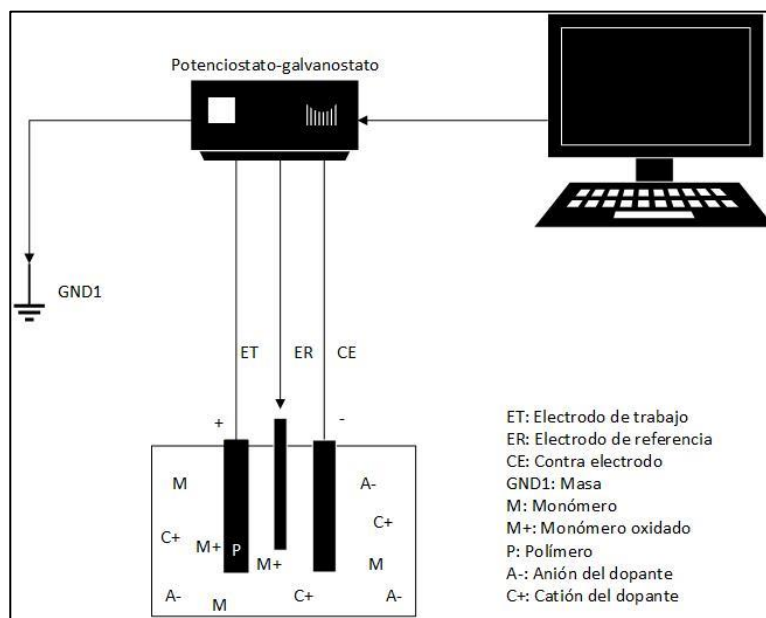 Potenciostato-galvanostato
GND1
ET ER CE
+ -
M A-
C+ C+
M+ P M+ M
A- M C+ A-
ET: Electrodo de trabajo
ER: Electrodo de referencia
CE: Contra electrodo
GND1: Masa
M: Monómero
M+: Monómero oxidado
P: Polímero
A-: Anión del dopante
C+: Catión del dopante